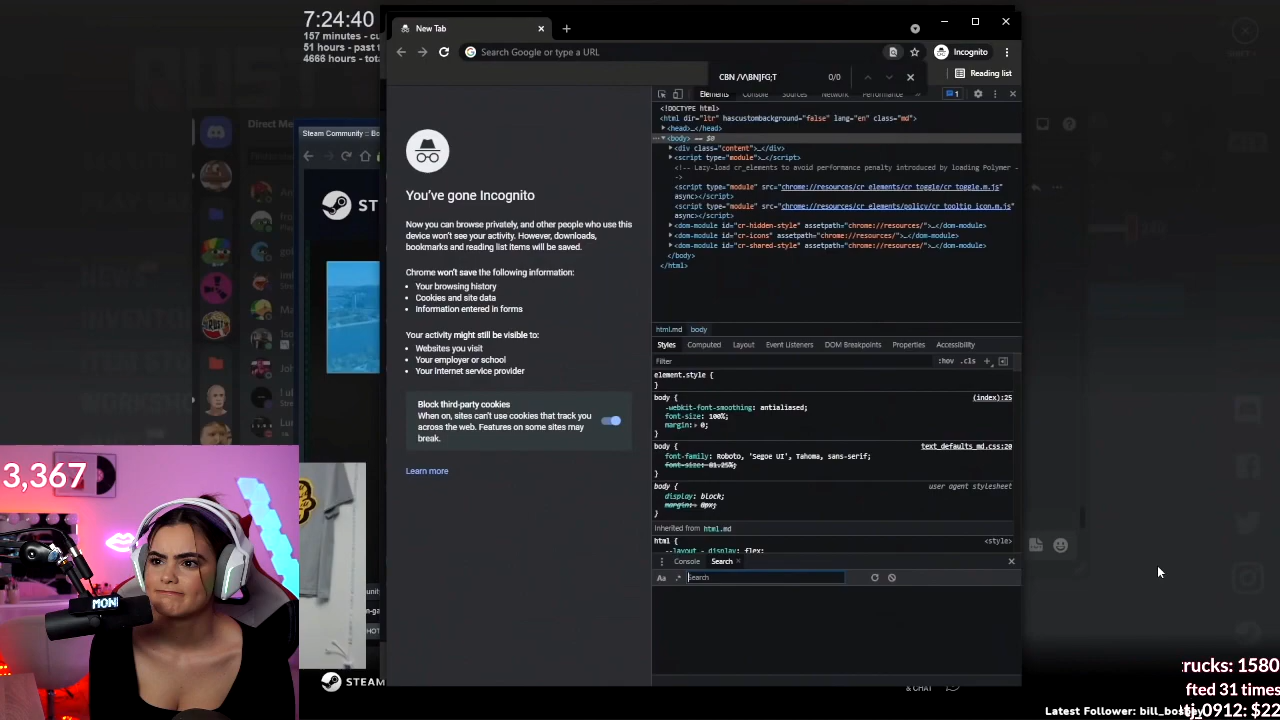 7:24:40
157 minutes - cu
51 hours - past
4666 hours - tota
Direct Me
Steam Community :: Bo
ST
New Tab
Search Google or type a URL
Incognito
CBN /V\BN]FG;T
0/0
Reading list
You've gone Incognito
Now you can browse privately, and other people who use this
device won't see your activity. However, downloads,
bookmarks and reading list items will be saved.
Chrome won't save the following information:
Your browsing history
Cookies and site data
Information entered in forms
Your activity might still be visible to:
Websites you visit
Your employer or school
Your internet service provider
Block third-party cookies
When on, sites can't use cookies that track you
across the web. Features on some sites may
break.
Learn more
Elements Console Sources Network Performance » 1
<!DOCTYPE html>
<html dir="ltr" hascustombackground="false" lang="en" class="md">
<head>…</head>
<body> == $0
<div class="content">…</div>
<script type="module">…</script>
<!-- Lazy-load cr_elements to avoid performance penalty introduced by loading Polymer -
->
<script type="module" src="chrome://resources/cr_elements/cr_toggle/cr_toggle.m.js"
async></script>
<script type="module" src="chrome://resources/cr_elements/policy/cr_tooltip_icon.m.js"
async></script>
<dom-module id="cr-hidden-style" assetpath="chrome://resources/">…</dom-module>
<dom-module id="cr-icons" assetpath="chrome://resources/">…</dom-module>
<dom-module id="cr-shared-style" assetpath="chrome://resources/">…</dom-module>
</body>
</html>
html.md body
Styles Computed Layout Event Listeners DOM Breakpoints Properties Accessibility
Filter
:hov .cls +
element.style {
}
body {
(index):25
-webkit-font-smoothing: antialiased;
font-size: 100%;
margin: 0;
}
body {
text_defaults_md.css:20
font-family: Roboto, 'Segoe UI', Tahoma, sans-serif;
font-size: 81.25%;
}
body {
user agent stylesheet
display: block;
margin: 8px;
}
Inherited from html.md
html {
<style>
--layout - display: flex;
Console Search
Aa .* Search
3,367
MONI
STEAM
& CHAT
rucks: 1580
fted 31 times
Latest Follower: bill_bos
0912: $22